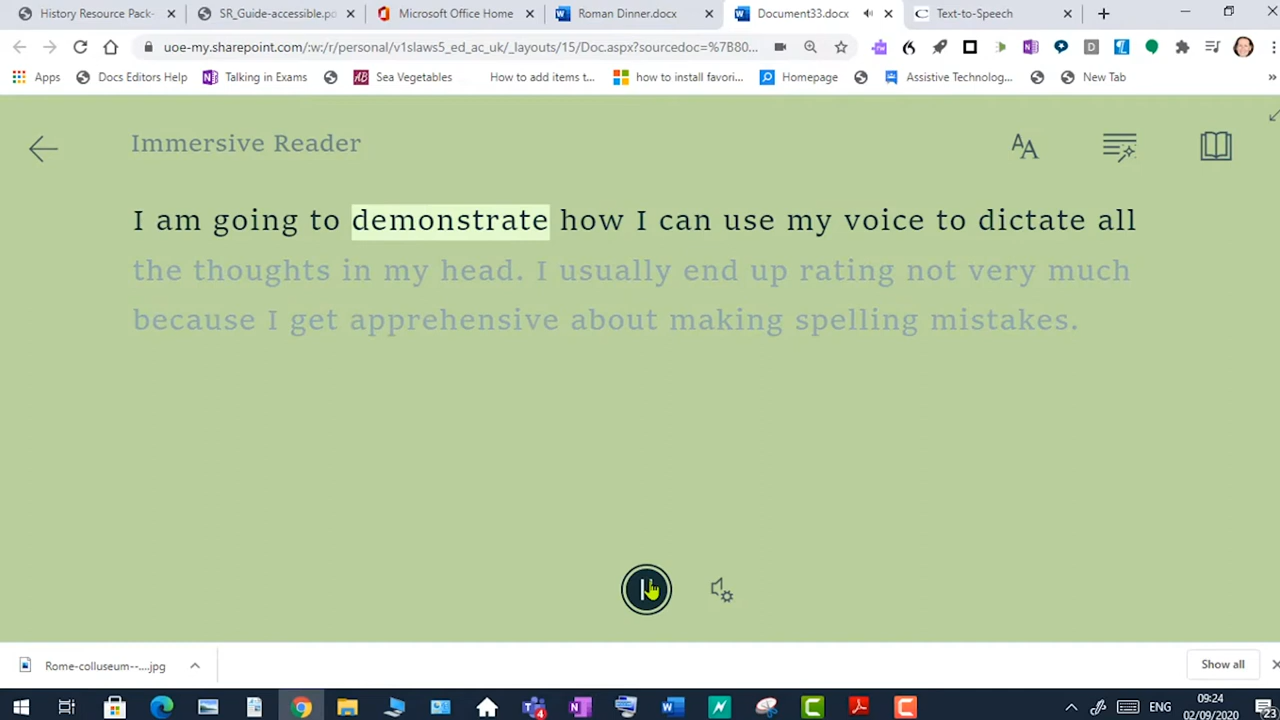 History Resource Pack-
SR_Guide-accessible.po
Microsoft Office Home
Roman Dinner.docx
Document33.docx
Text-to-Speech
uoe-my.sharepoint.com/:w:/r/personal/v1slaws5_ed_ac_uk/_layouts/15/Doc.aspx?sourcedoc=%7B80...
Apps
Docs Editors Help
Talking in Exams
Sea Vegetables
How to add items t...
how to install favori...
Homepage
Assistive Technolog...
New Tab
»
Immersive Reader
I am going to demonstrate how I can use my voice to dictate all
the thoughts in my head. I usually end up rating not very much
because I get apprehensive about making spelling mistakes.
Rome-colluseum--....jpg
Show all
ENG
09:24
02/09/2020
4
23